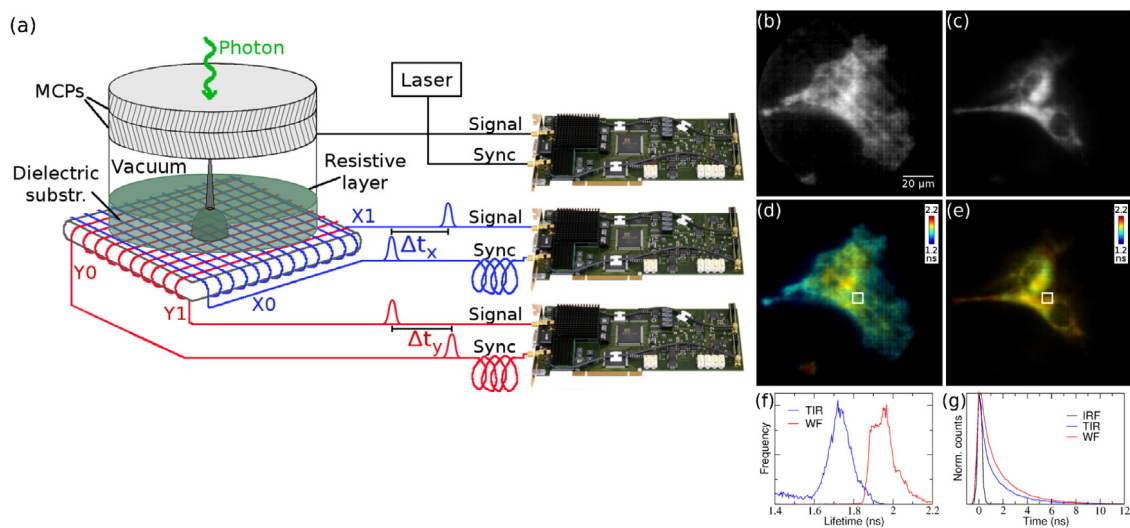 (a)
Photon
MCPs
Laser
Signal
Sync
Vacuum
Dielectric
substr.
Resistive
layer
X1
Signal
Δtx
Sync
Y0
X0
Y1
Signal
Δty
Sync
(b)
20 μm
(c)
(d)
2.2
1.2
ns
(e)
2.2
1.2
ns
(f)
TIR
WF
Frequency
1.4 1.6 1.8 2 2.2
Lifetime (ns)
(g)
IRF
TIR
WF
Norm. counts
0 2 4 6 8 10 12
Time (ns)